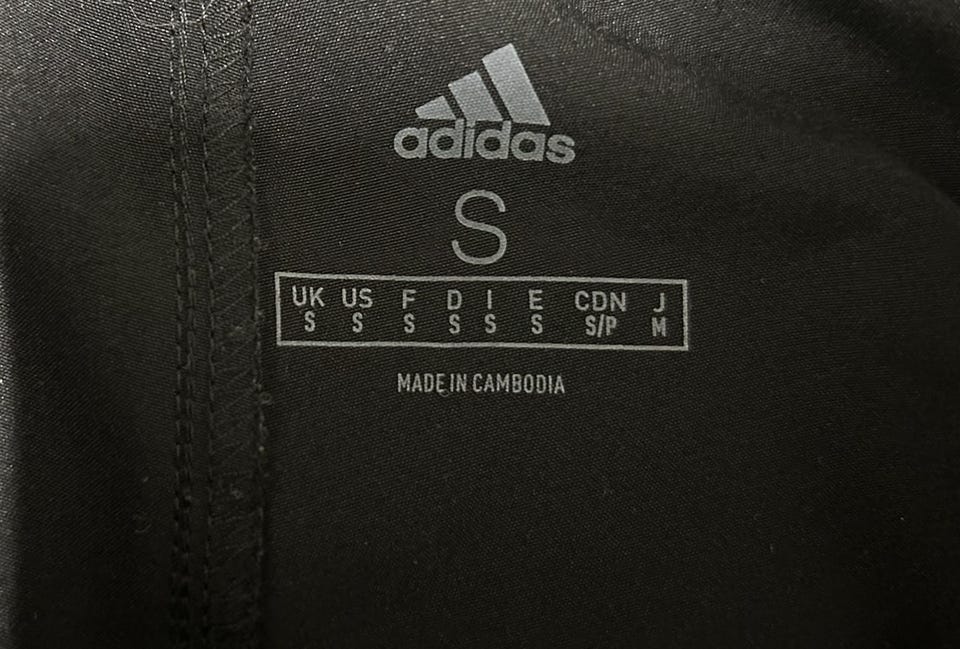 adidas
S
UK US F D I E CDN J
S S S S S S S/P M
MADE IN CAMBODIA